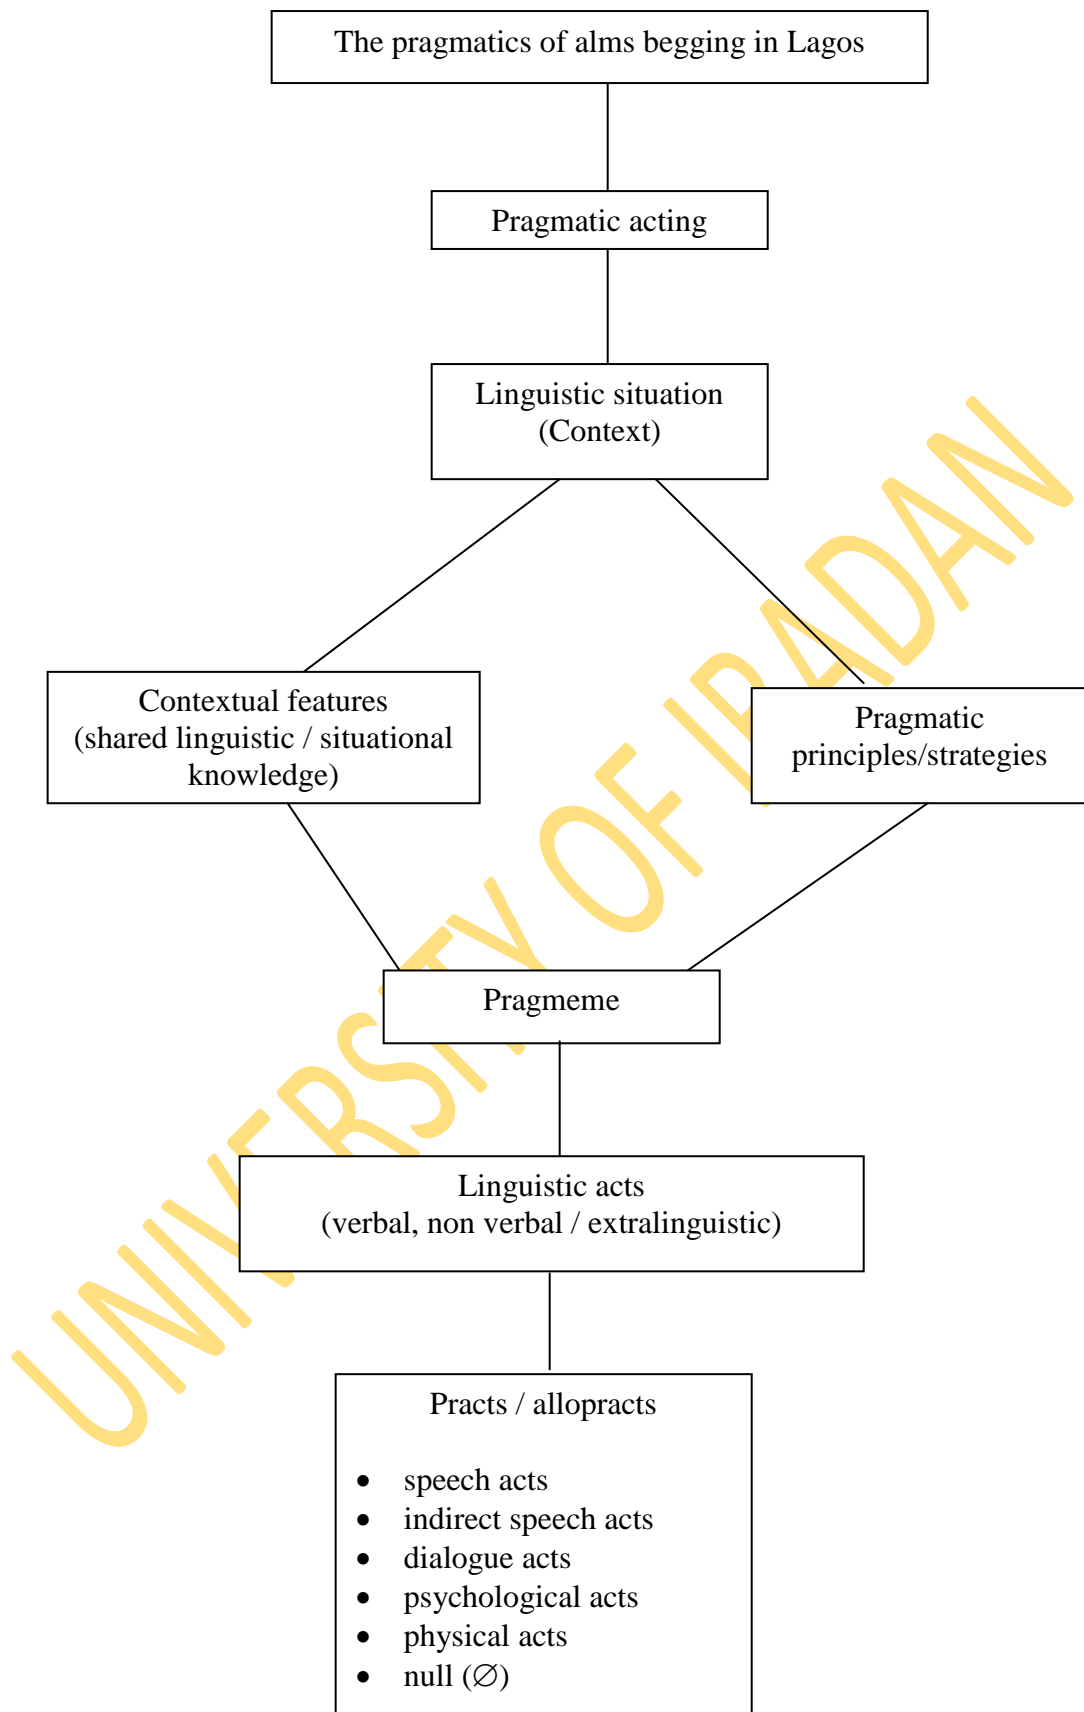 The pragmatics of alms begging in Lagos
Pragmatic acting
Linguistic situation
(Context)
Contextual features
(shared linguistic / situational
knowledge)
Pragmatic
principles/strategies
Pragmeme
Linguistic acts
(verbal, non verbal / extralinguistic)
Practs / allopracts
• speech acts
• indirect speech acts
• dialogue acts
• psychological acts
• physical acts
• null (∅)
UNIVERSITY OF IBADAN